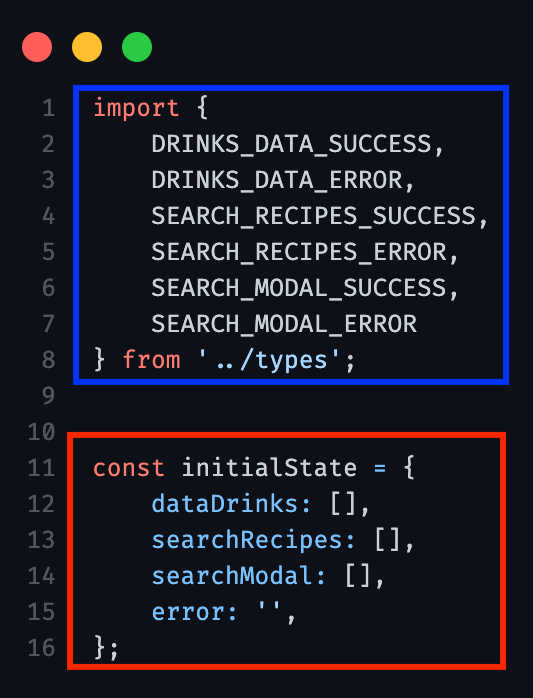 1 import {
2 DRINKS_DATA_SUCCESS,
3 DRINKS_DATA_ERROR,
4 SEARCH_RECIPES_SUCCESS,
5 SEARCH_RECIPES_ERROR,
6 SEARCH_MODAL_SUCCESS,
7 SEARCH_MODAL_ERROR
8 } from '../types';
9
10
11 const initialState = {
12 dataDrinks: [],
13 searchRecipes: [],
14 searchModal: [],
15 error: '',
16 };